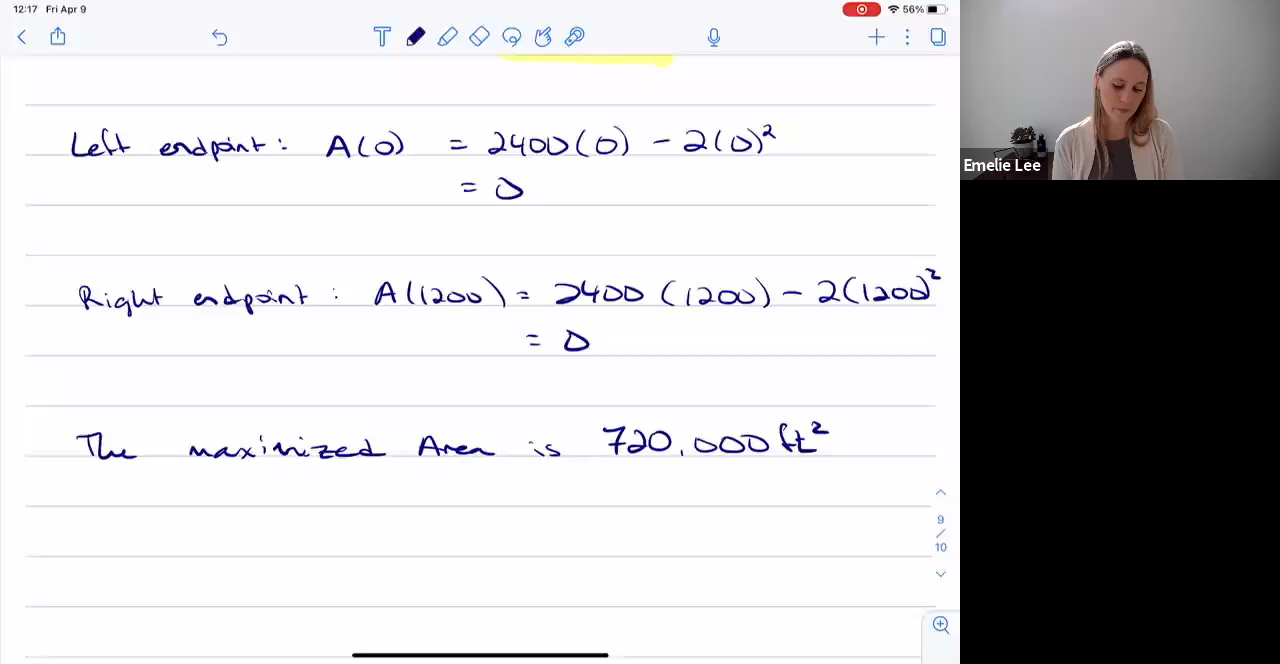 12:17 Fri Apr 9
56%
Left endpoint: A(0) = 2400(0) - 2(0)²
= 0
Right endpoint: A(1200) = 2400(1200) - 2(1200)²
= 0
The maximized Area is 720,000 ft²
9
/
10
Emelie Lee